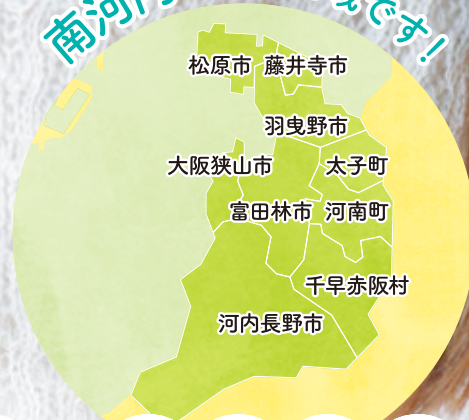 南河内
です!
松原市
藤井寺市
羽曳野市
大阪狭山市
太子町
富田林市
河南町
千早赤阪村
河内長野市